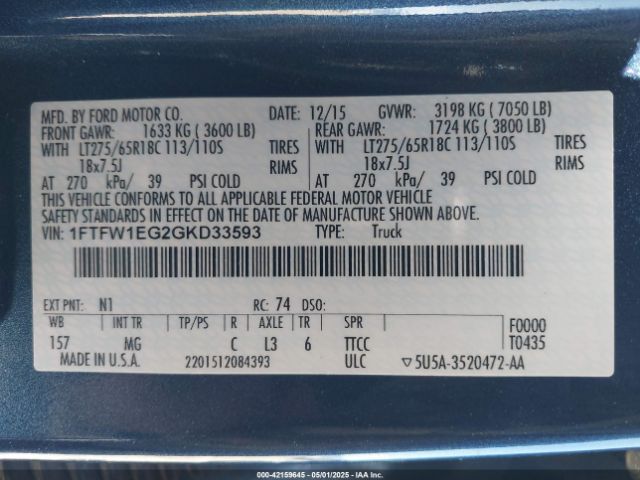 MFD. BY FORD MOTOR CO. DATE: 12/15 GVWR: 3198 KG ( 7050 LB)
FRONT GAWR: 1633 KG ( 3600 LB) REAR GAWR: 1724 KG ( 3800 LB)
WITH LT275/65R18C 113/110S TIRES WITH LT275/65R18C 113/110S TIRES
18x7.5J RIMS 18x7.5J RIMS
AT 270 kPa/ 39 PSI COLD AT 270 kPa/ 39 PSI COLD
THIS VEHICLE CONFORMS TO ALL APPLICABLE FEDERAL MOTOR VEHICLE
SAFETY STANDARDS IN EFFECT ON THE DATE OF MANUFACTURE SHOWN ABOVE.
VIN: 1FTFW1EG2GKD33593 TYPE: Truck
EXT PNT: N1 RC: 74 DSO:
WB INT TR TP/PS R AXLE TR SPR F0000
157 MG C L3 6 TTCC T0435
MADE IN U.S.A. 2201512084393 ULC ▽5U5A-3520472-AA
000-42159645 - 05/01/2025 - © IAA Inc. All Rights Reserved